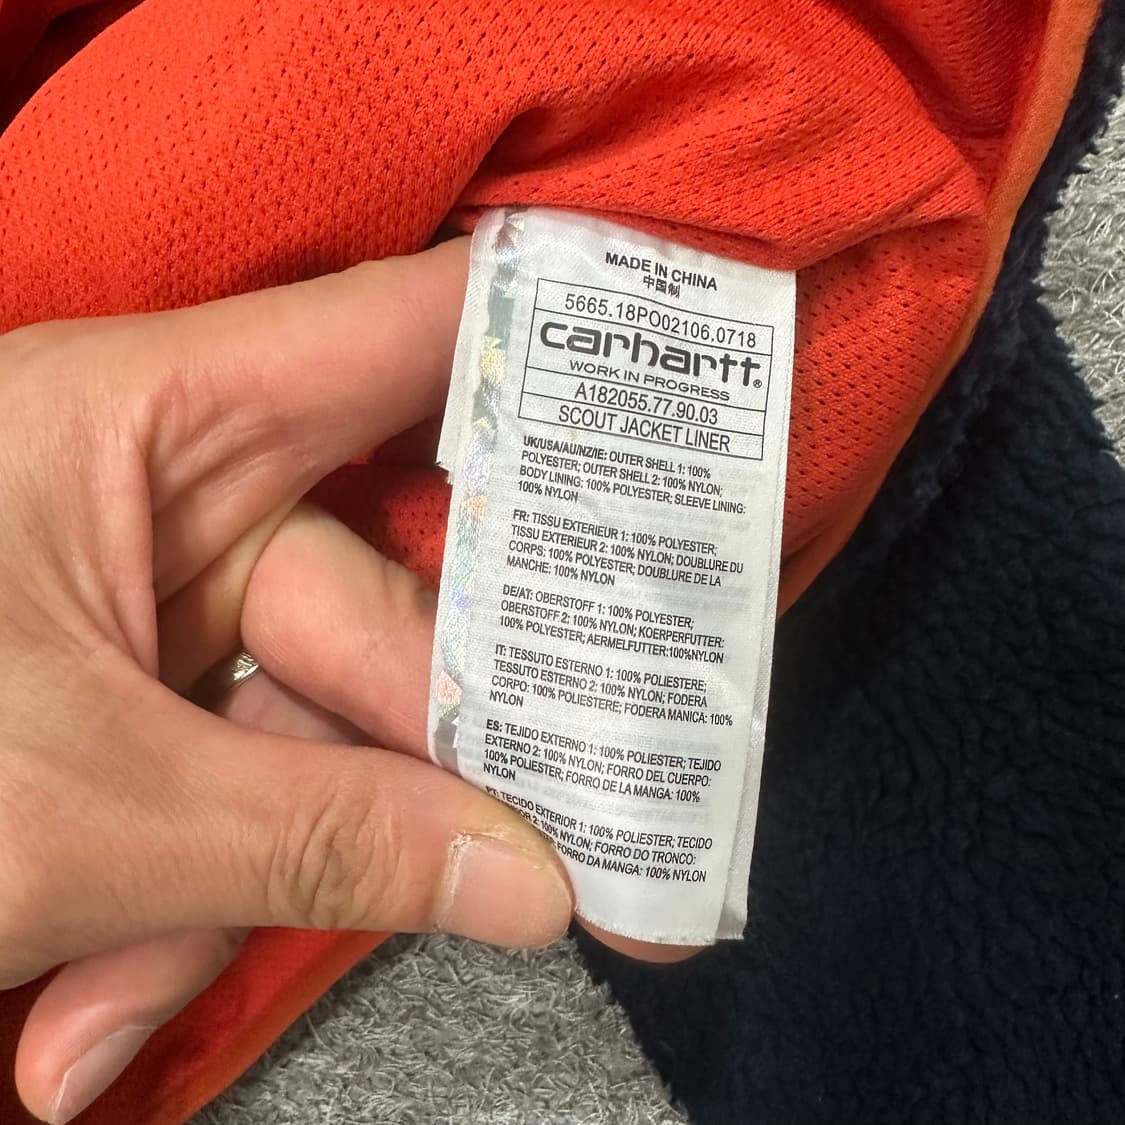 MADE IN CHINA
中国制
5665.18PO02106.0718
carhartt®
WORK IN PROGRESS
A182055.77.90.03
SCOUT JACKET LINER
UK/USA/AU/NZ/IE: OUTER SHELL 1: 100%
POLYESTER; OUTER SHELL 2: 100% NYLON;
BODY LINING: 100% POLYESTER; SLEEVE LINING:
100% NYLON
FR: TISSU EXTERIEUR 1: 100% POLYESTER;
TISSU EXTERIEUR 2: 100% NYLON; DOUBLURE DU
CORPS: 100% POLYESTER; DOUBLURE DE LA
MANCHE: 100% NYLON
DE/AT: OBERSTOFF 1: 100% POLYESTER;
OBERSTOFF 2: 100% NYLON; KOERPERFUTTER:
100% POLYESTER; AERMELFUTTER:100%NYLON
IT: TESSUTO ESTERNO 1: 100% POLIESTERE;
TESSUTO ESTERNO 2: 100% NYLON; FODERA
CORPO: 100% POLIESTERE; FODERA MANICA: 100%
NYLON
ES: TEJIDO EXTERNO 1: 100% POLIESTER; TEJIDO
EXTERNO 2: 100% NYLON; FORRO DEL CUERPO:
100% POLIESTER; FORRO DE LA MANGA: 100%
NYLON
PT: TECIDO EXTERIOR 1: 100% POLIESTER; TECIDO
2: 100% NYLON; FORRO DO TRONCO:
FORRO DA MANGA: 100% NYLON